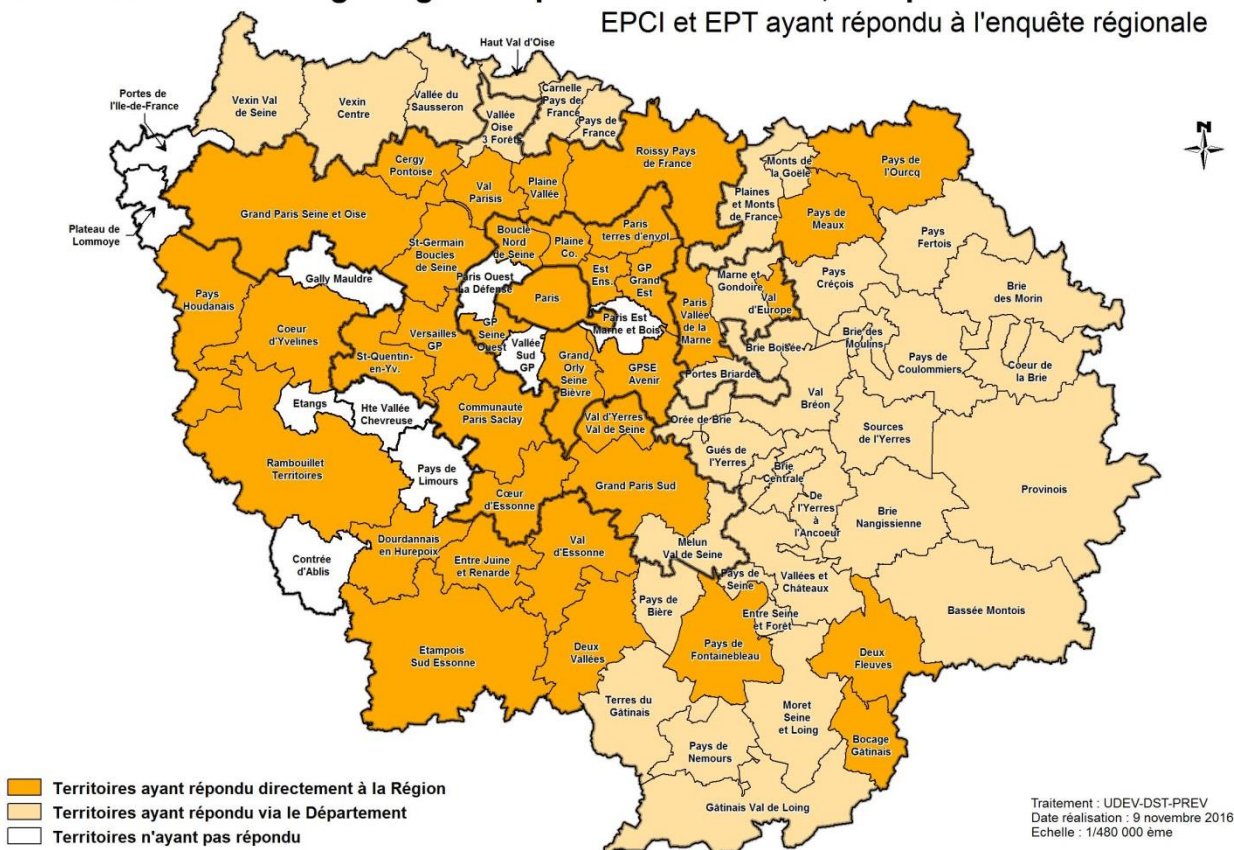 EPCI et EPT ayant répondu à l'enquête régionale
Haut Val d'Oise
Portes de
l'Ile-de-France
Vexin Val
de Seine
Vexin
Centre
Vallée du
Sausseron
Vallée
Oise
3 Forêts
Carnelle
Pays de
France
Pays de
France
Roissy Pays
de France
Monts de
la Goële
Pays de
l'Ourcq
Cergy
Pontoise
Val
Parisis
Plaine
Vallée
Plaines
et Monts
de France
Pays de
Meaux
Grand Paris Seine et Oise
Plateau de
Lommoye
St-Germain
Boucles
de Seine
Boucle
Nord
de Seine
Plaine
Co.
Paris
terres d'envol
Pays
Fertois
Gally Mauldre
Paris Ouest
La Défense
Est
Ens.
GP
Grand
Est
Marne et
Gondoire
Val
d'Europe
Pays
Créçois
Brie
des Morin
Pays
Houdanais
Coeur
d'Yvelines
Versailles
GP
GP
Seine
Ouest
Paris
Paris Est
Marne et Bois
Paris
Vallée
de la
Marne
Brie Boisée
Brie des
Moulins
Pays de
Coulommiers
Coeur de
la Brie
St-Quentin-
en-Yv.
Vallée
Sud
GP
Grand
Orly
Seine
Bièvre
GPSE
Avenir
Portes Briardes
Val
Bréon
Etangs
Hte Vallée
Chevreuse
Communauté
Paris Saclay
Val d'Yerres
Val de Seine
Orée de Brie
Gués de
l'Yerres
Sources
de l'Yerres
Rambouillet
Territoires
Pays de
Limours
Cœur
d'Essonne
Grand Paris Sud
Brie
Centrale
De
l'Yerres
à
l'Ancoeur
Brie
Nangissienne
Provinois
Contrée
d'Ablis
Dourdannais
en Hurepoix
Entre Juine
et Renarde
Val
d'Essonne
Melun
Val de Seine
Pays de
Seine
Vallées et
Châteaux
Pays de
Bière
Entre Seine
et Forêt
Bassée Montois
Etampois
Sud Essonne
Deux
Vallées
Pays de
Fontainebleau
Deux
Fleuves
Terres du
Gâtinais
Moret
Seine
et Loing
Bocage
Gâtinais
Pays de
Nemours
Gâtinais Val de Loing
N
Territoires ayant répondu directement à la Région
Territoires ayant répondu via le Département
Territoires n'ayant pas répondu
Traitement : UDEV-DST-PREV
Date réalisation : 9 novembre 2016
Echelle : 1/480 000 ème